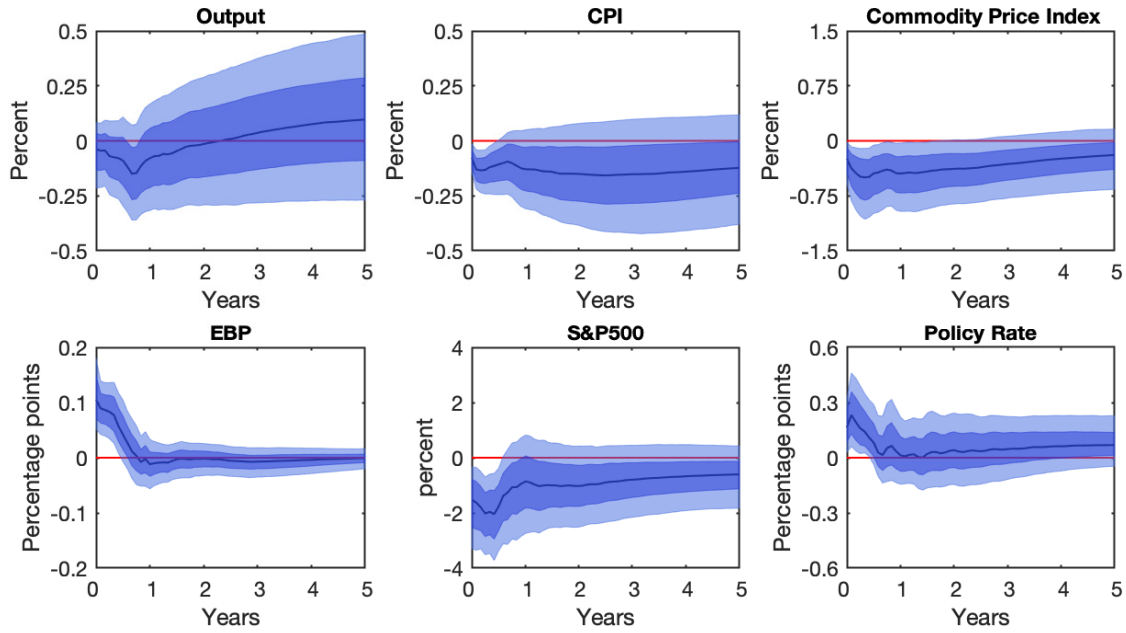 Output
Percent
0.5
0.25
0
-0.25
-0.5
0 1 2 3 4 5
Years
CPI
Percent
0.5
0.25
0
-0.25
-0.5
0 1 2 3 4 5
Years
Commodity Price Index
Percent
1.5
0.75
0
-0.75
-1.5
0 1 2 3 4 5
Years
EBP
Percentage points
0.2
0.1
0
-0.1
-0.2
0 1 2 3 4 5
Years
S&P500
percent
4
2
0
-2
-4
0 1 2 3 4 5
Years
Policy Rate
Percentage points
0.6
0.3
0
-0.3
-0.6
0 1 2 3 4 5
Years